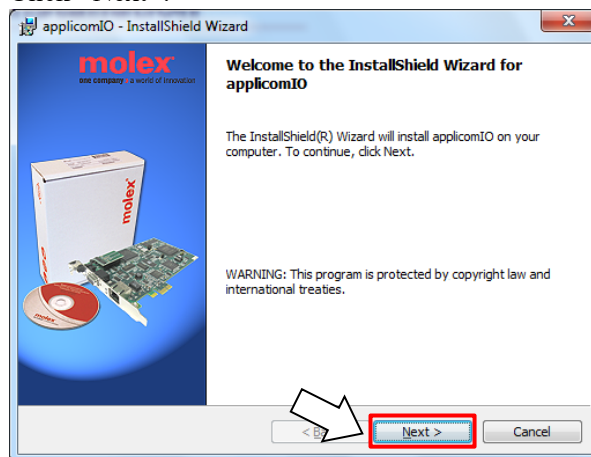 applicomIO - InstallShield Wizard
molex
one company › a world of innovation
Welcome to the InstallShield Wizard for
applicomIO
The InstallShield(R) Wizard will install applicomIO on your
computer. To continue, click Next.
molex
molex
WARNING: This program is protected by copyright law and
international treaties.
Next >
Cancel